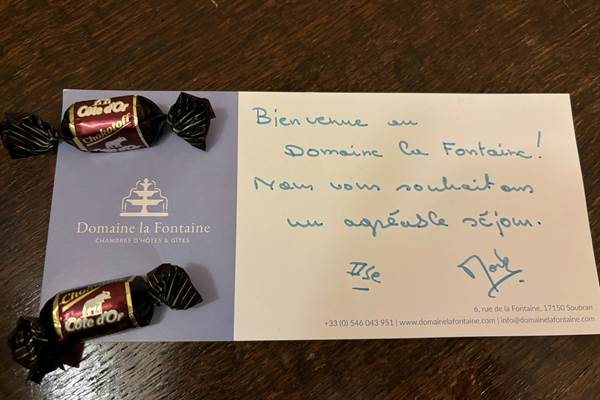 Côte d'Or
Chokotoff
Domaine la Fontaine
CHAMBRES D'HÔTES & GÎTES
Côte d'Or
Bienvenue au
Domaine la Fontaine!
Nous vous souhaitons
un agréable séjour.
Ilse
6, rue de la Fontaine, 17150 Soubran
+33 (0) 546 043 951 | www.domainelafontaine.com | info@domainelafontaine.com